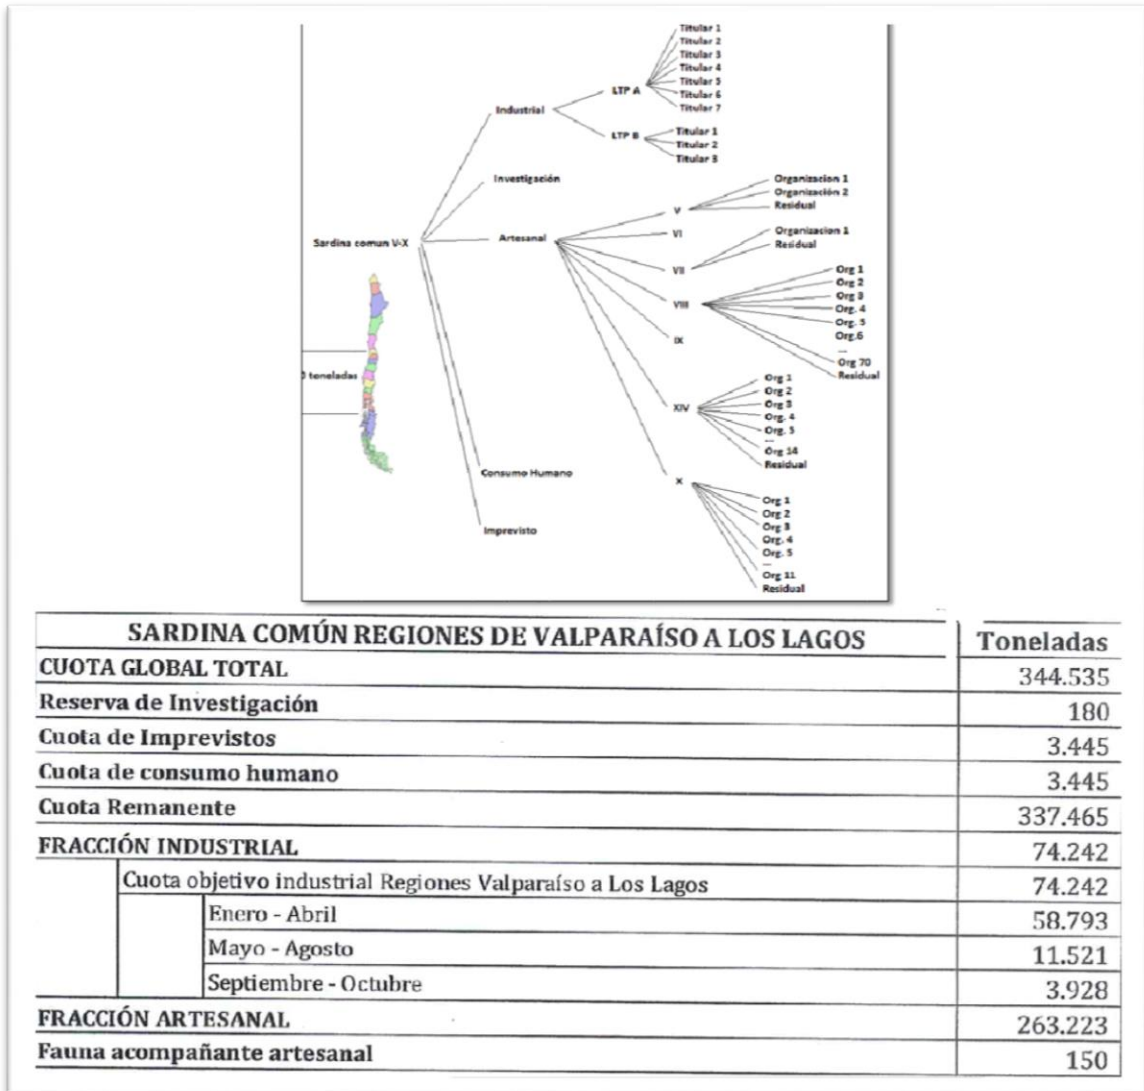 Titular 1
Titular 2
Titular 3
Titular 4
Titular 5
Titular 6
Titular 7
LTP A
Industrial
LTP B
Titular 1
Titular 2
Titular 3
Investigación
Organizacion 1
Organización 2
Residual
V
Sardina comun V-X
Artesanal
VI
Organizacion 1
Residual
VII
Org 1
Org 2
Org 3
Org. 4
Org. 5
Org.6
...
Org 70
Residual
VIII
IX
toneladas
Org 1
Org 2
Org 3
Org. 4
Org. 5
...
Org 14
Residual
XIV
Consumo Humano
X
Org 1
Org 2
Org 3
Org. 4
Org. 5
...
Org 11
Residual
Imprevisto
SARDINA COMÚN REGIONES DE VALPARAÍSO A LOS LAGOS Toneladas
CUOTA GLOBAL TOTAL 344.535
Reserva de Investigación 180
Cuota de Imprevistos 3.445
Cuota de consumo humano 3.445
Cuota Remanente 337.465
FRACCIÓN INDUSTRIAL 74.242
Cuota objetivo industrial Regiones Valparaíso a Los Lagos 74.242
Enero - Abril 58.793
Mayo - Agosto 11.521
Septiembre - Octubre 3.928
FRACCIÓN ARTESANAL 263.223
Fauna acompañante artesanal 150